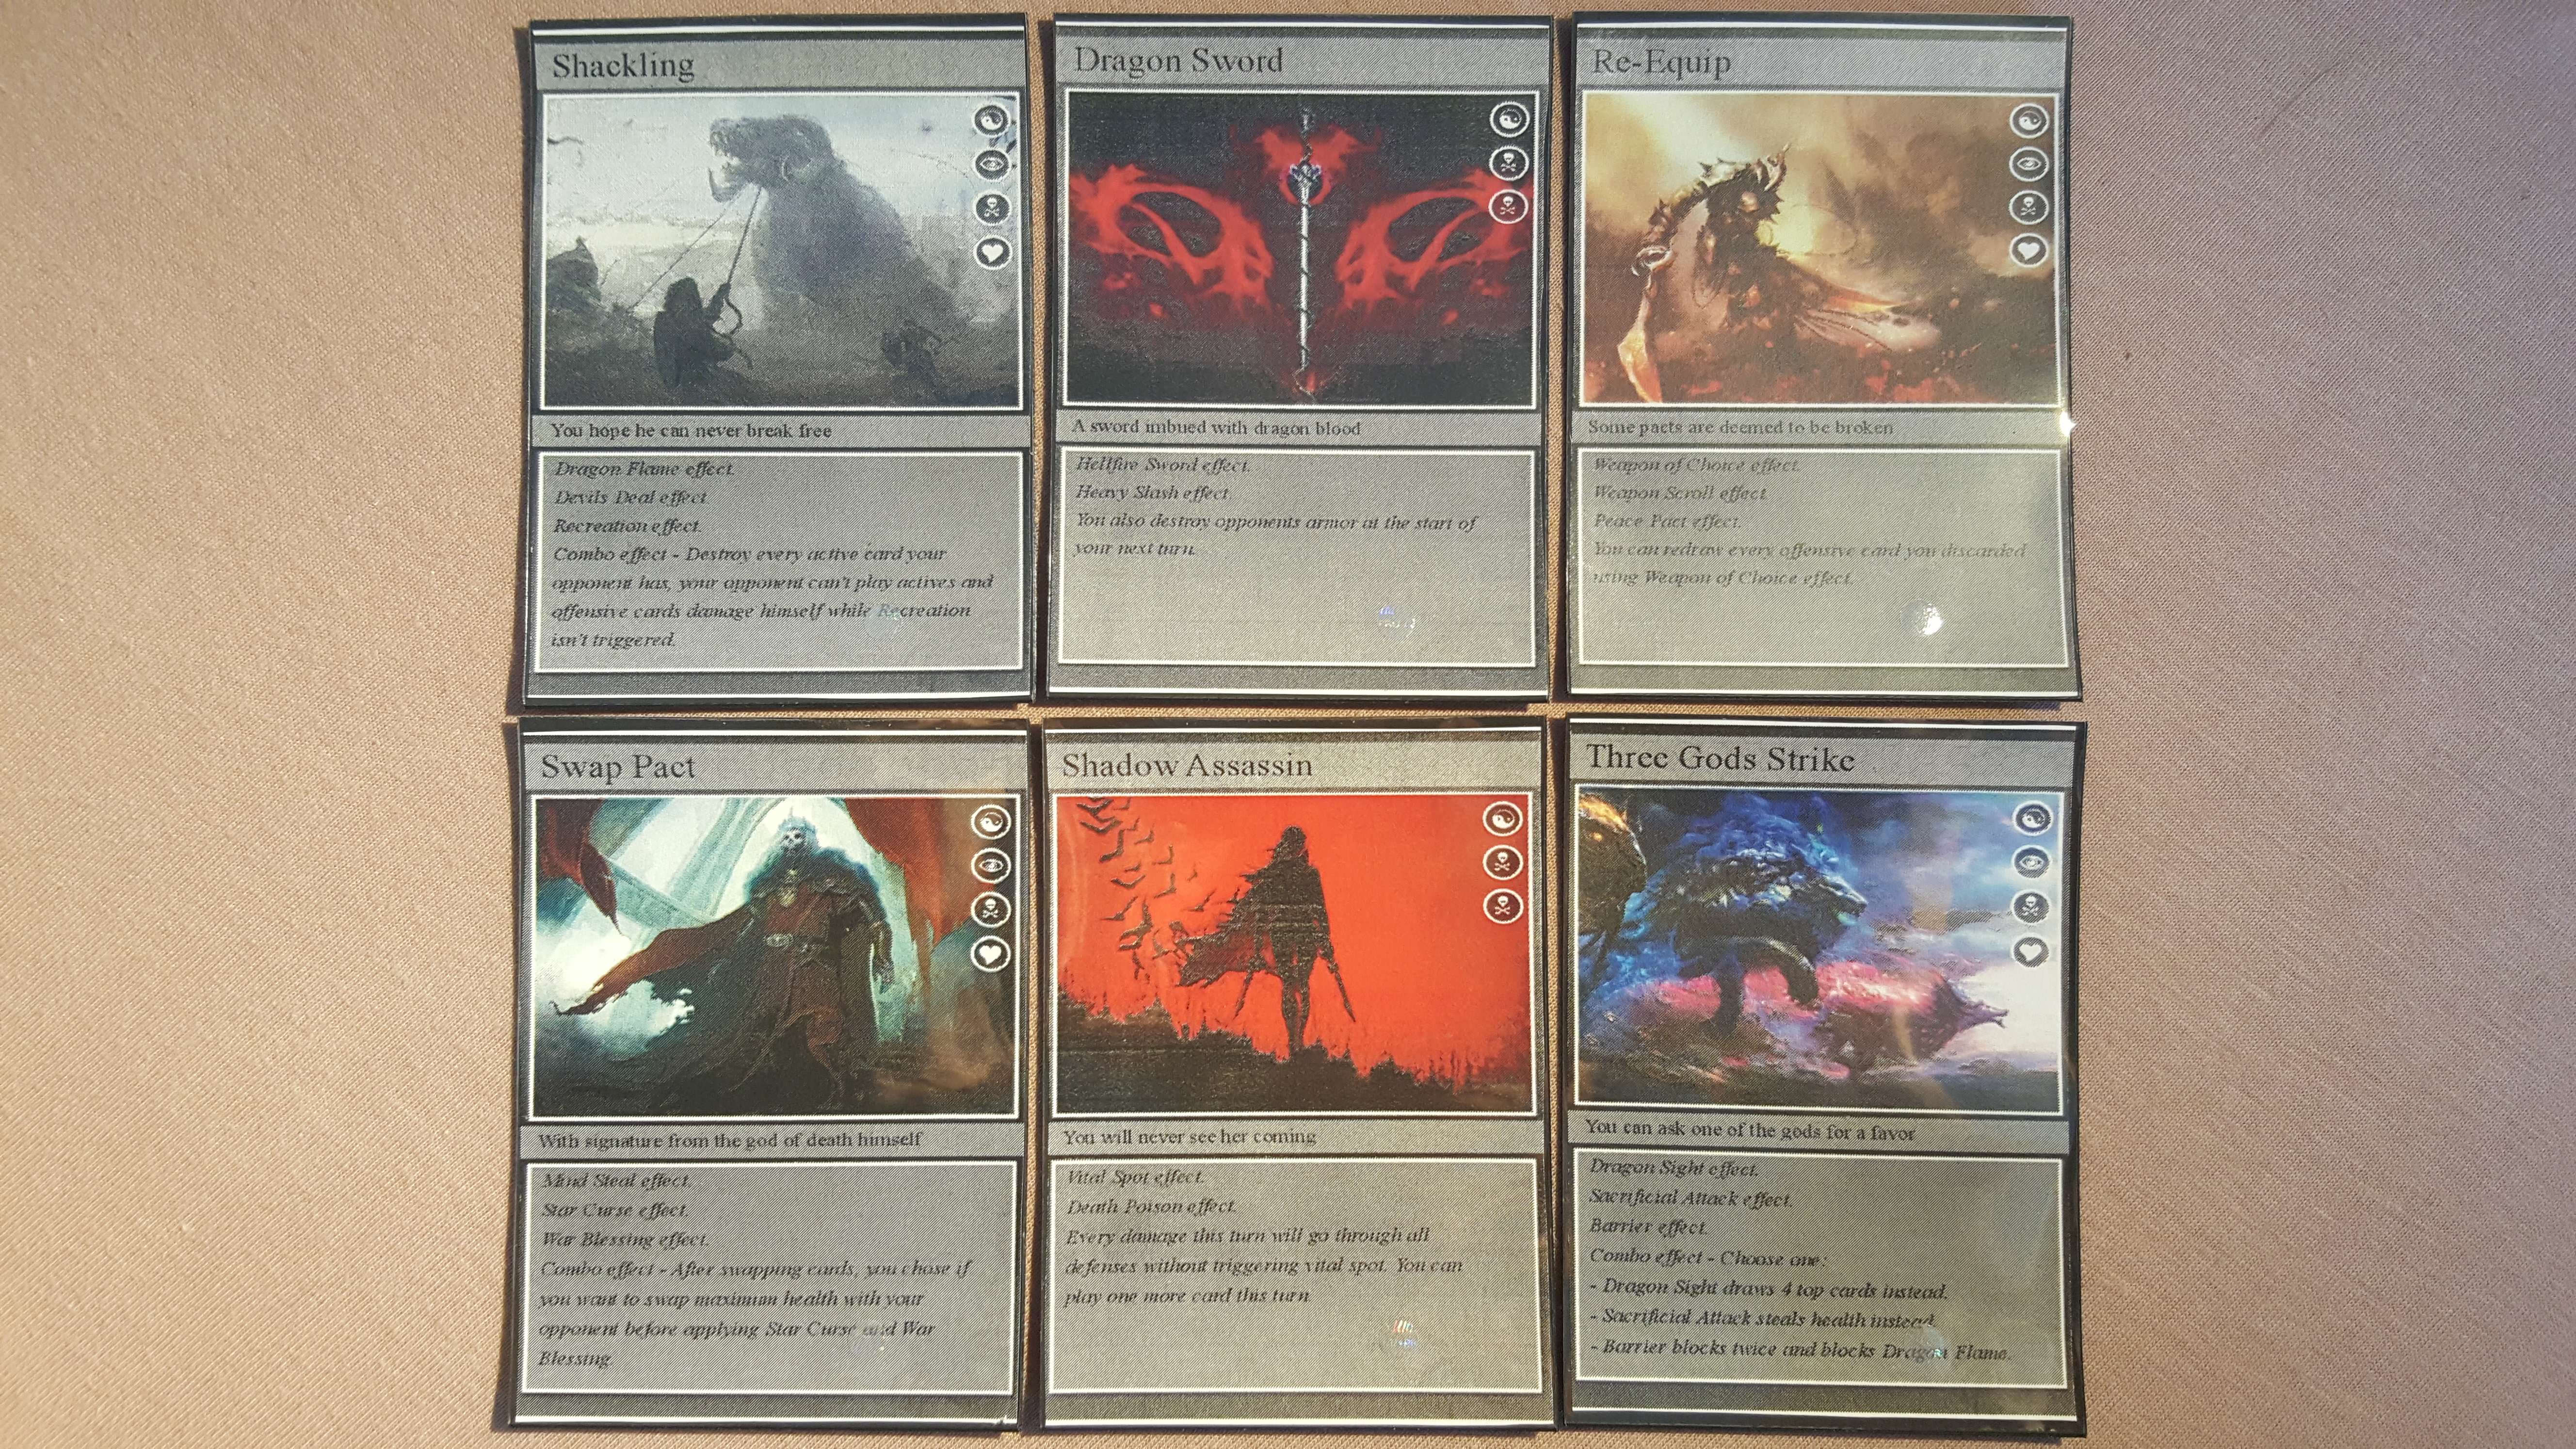 Shackling
You hope he can never break free
Dragon Flame effect.
Devils Deal effect.
Recreation effect.
Combo effect - Destroy every active card your
opponent has, your opponent can't play actives and
offensive cards damage himself while Recreation
isn't triggered.
Dragon Sword
A sword imbued with dragon blood
Hellfire Sword effect.
Heavy Slash effect.
You also destroy opponents armor at the start of
your next turn.
Re-Equip
Some pacts are deemed to be broken
Weapon of Choice effect.
Weapon Scroll effect.
Peace Pact effect.
You can redraw every offensive card you discarded
using Weapon of Choice effect.
Swap Pact
With signature from the god of death himself
Mind Steal effect.
Star Curse effect.
War Blessing effect.
Combo effect - After swapping cards, you chose if
you want to swap maximum health with your
opponent before applying Star Curse and War
Blessing.
Shadow Assassin
You will never see her coming
Vital Spot effect.
Death Poison effect.
Every damage this turn will go through all
defenses without triggering vital spot. You can
play one more card this turn.
Three Gods Strike
You can ask one of the gods for a favor
Dragon Sight effect.
Sacrificial Attack effect.
Barrier effect.
Combo effect - Choose one:
- Dragon Sight draws 4 top cards instead.
- Sacrificial Attack steals health instead.
- Barrier blocks twice and blocks Dragon Flame.